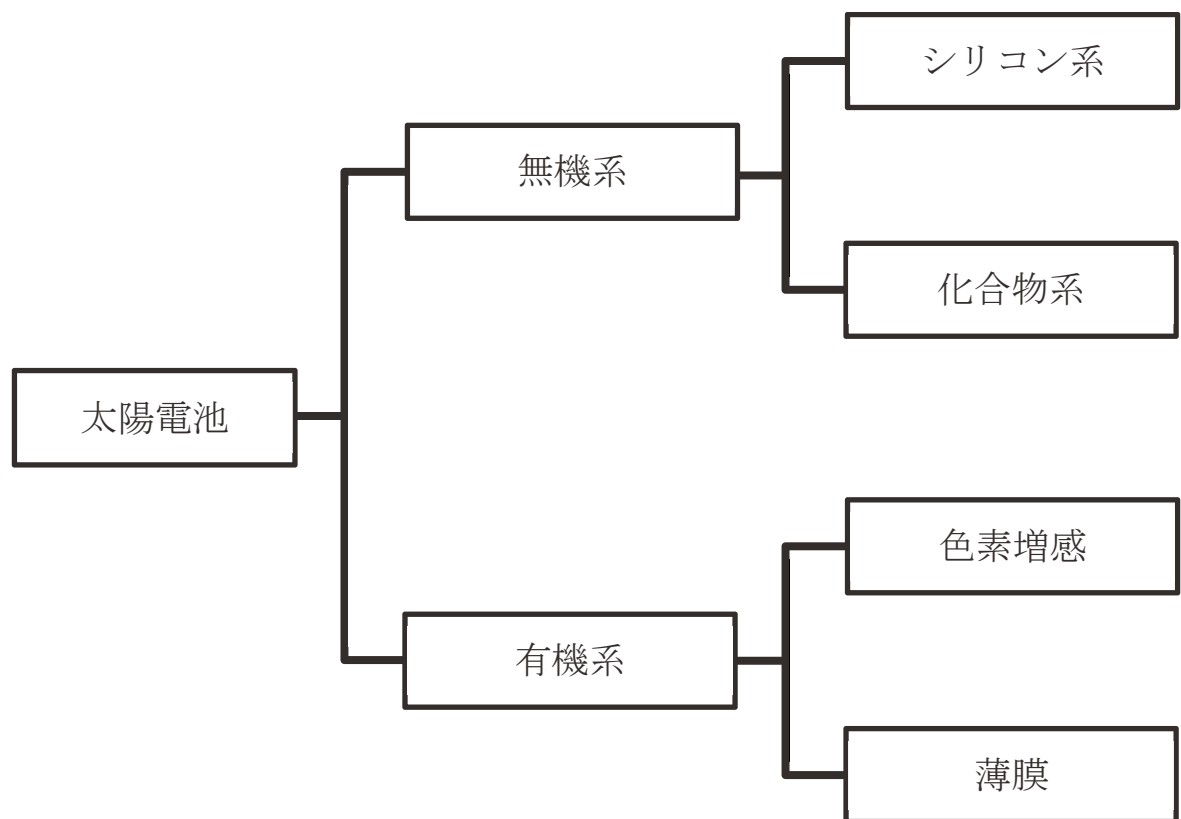 シリコン系
無機系
化合物系
太陽電池
色素増感
有機系
薄膜